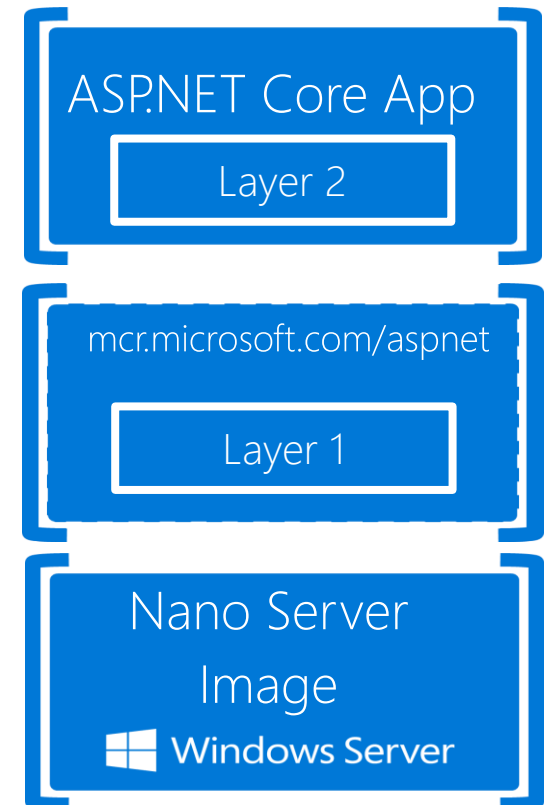 ASP.NET Core App
Layer 2
mcr.microsoft.com/aspnet
Layer 1
Nano Server
Image
Windows Server